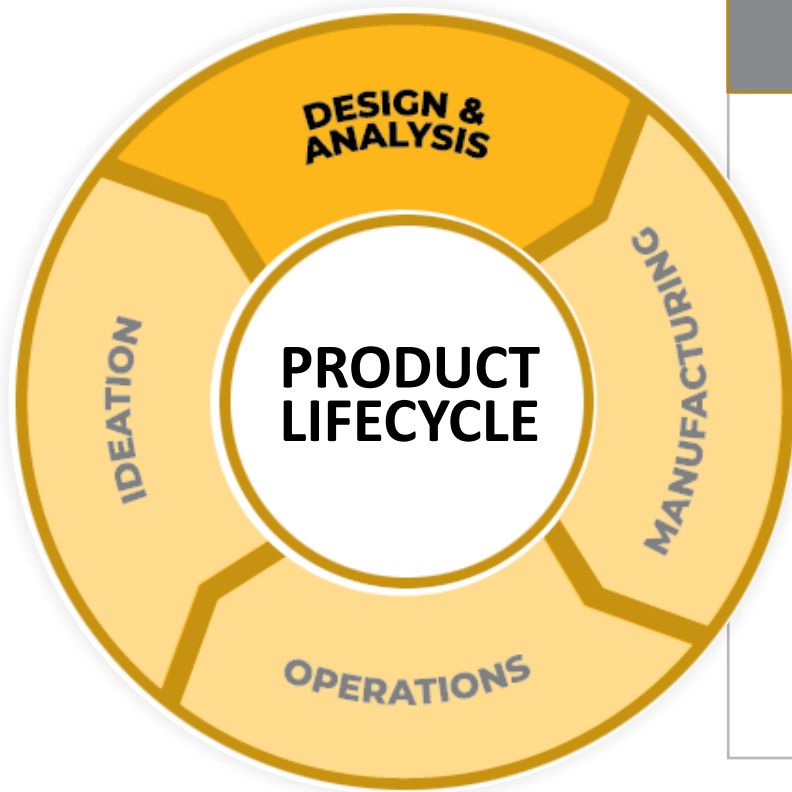 DESIGN &
ANALYSIS
MANUFACTURING
OPERATIONS
IDEATION
PRODUCT
LIFECYCLE